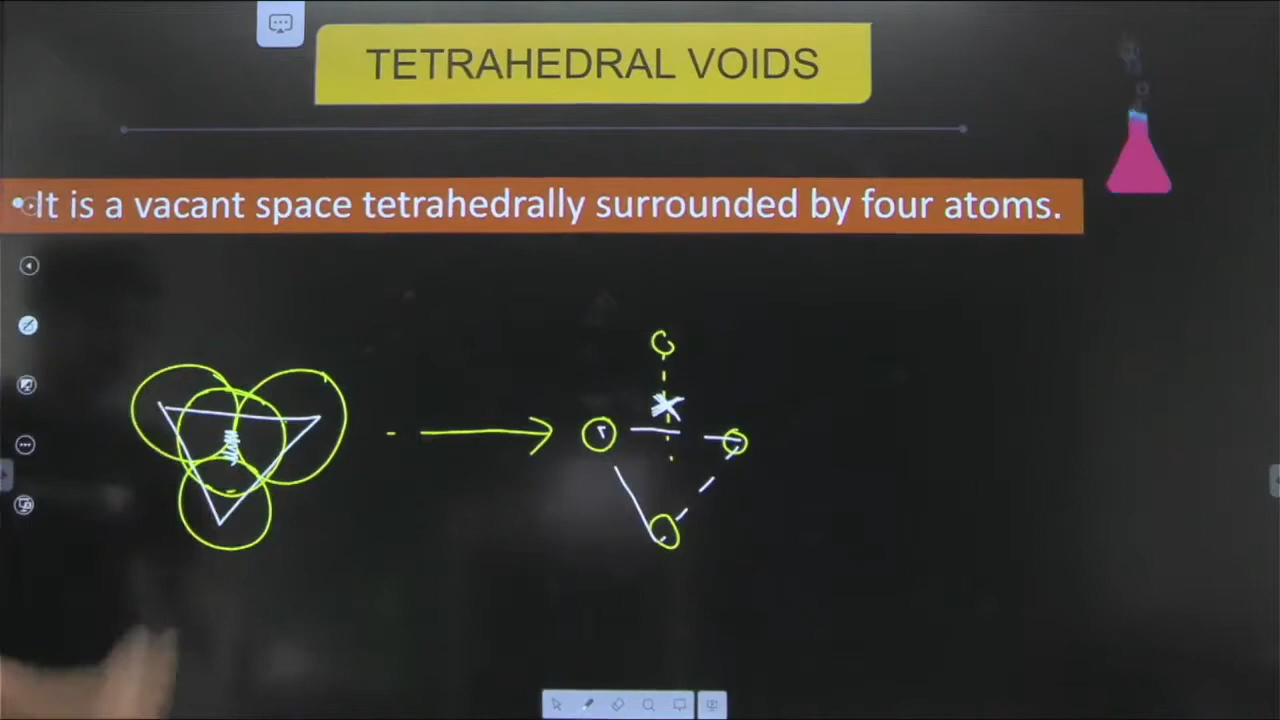 TETRAHEDRAL VOIDS
• It is a vacant space tetrahedrally surrounded by four atoms.